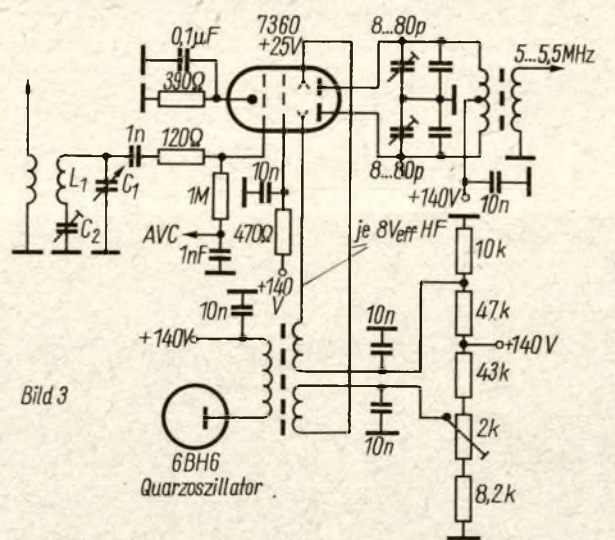 7360
+25V
0,1µF
390Ω
8...80p
5...5,5MHz
1n
120Ω
L1
C1
C2
1M
AVC
1nF
10n
470Ω
+140
V
8...80p
+140V
10n
je 8Veff HF
10k
47k
+140V
43k
2k
8,2k
10n
+140V
10n
10n
6BH6
Quarzoszillator
Bild 3